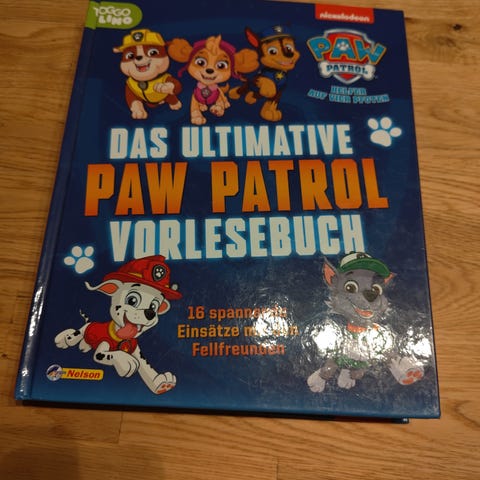 TOGGO
LINO
nickelodeon
PAW
PATROL
HELFER
AUF VIER PFOTEN
DAS ULTIMATIVE
PAW PATROL
VORLESEBUCH
16 spannende
Einsätze mit den
Fellfreunden
Nelson